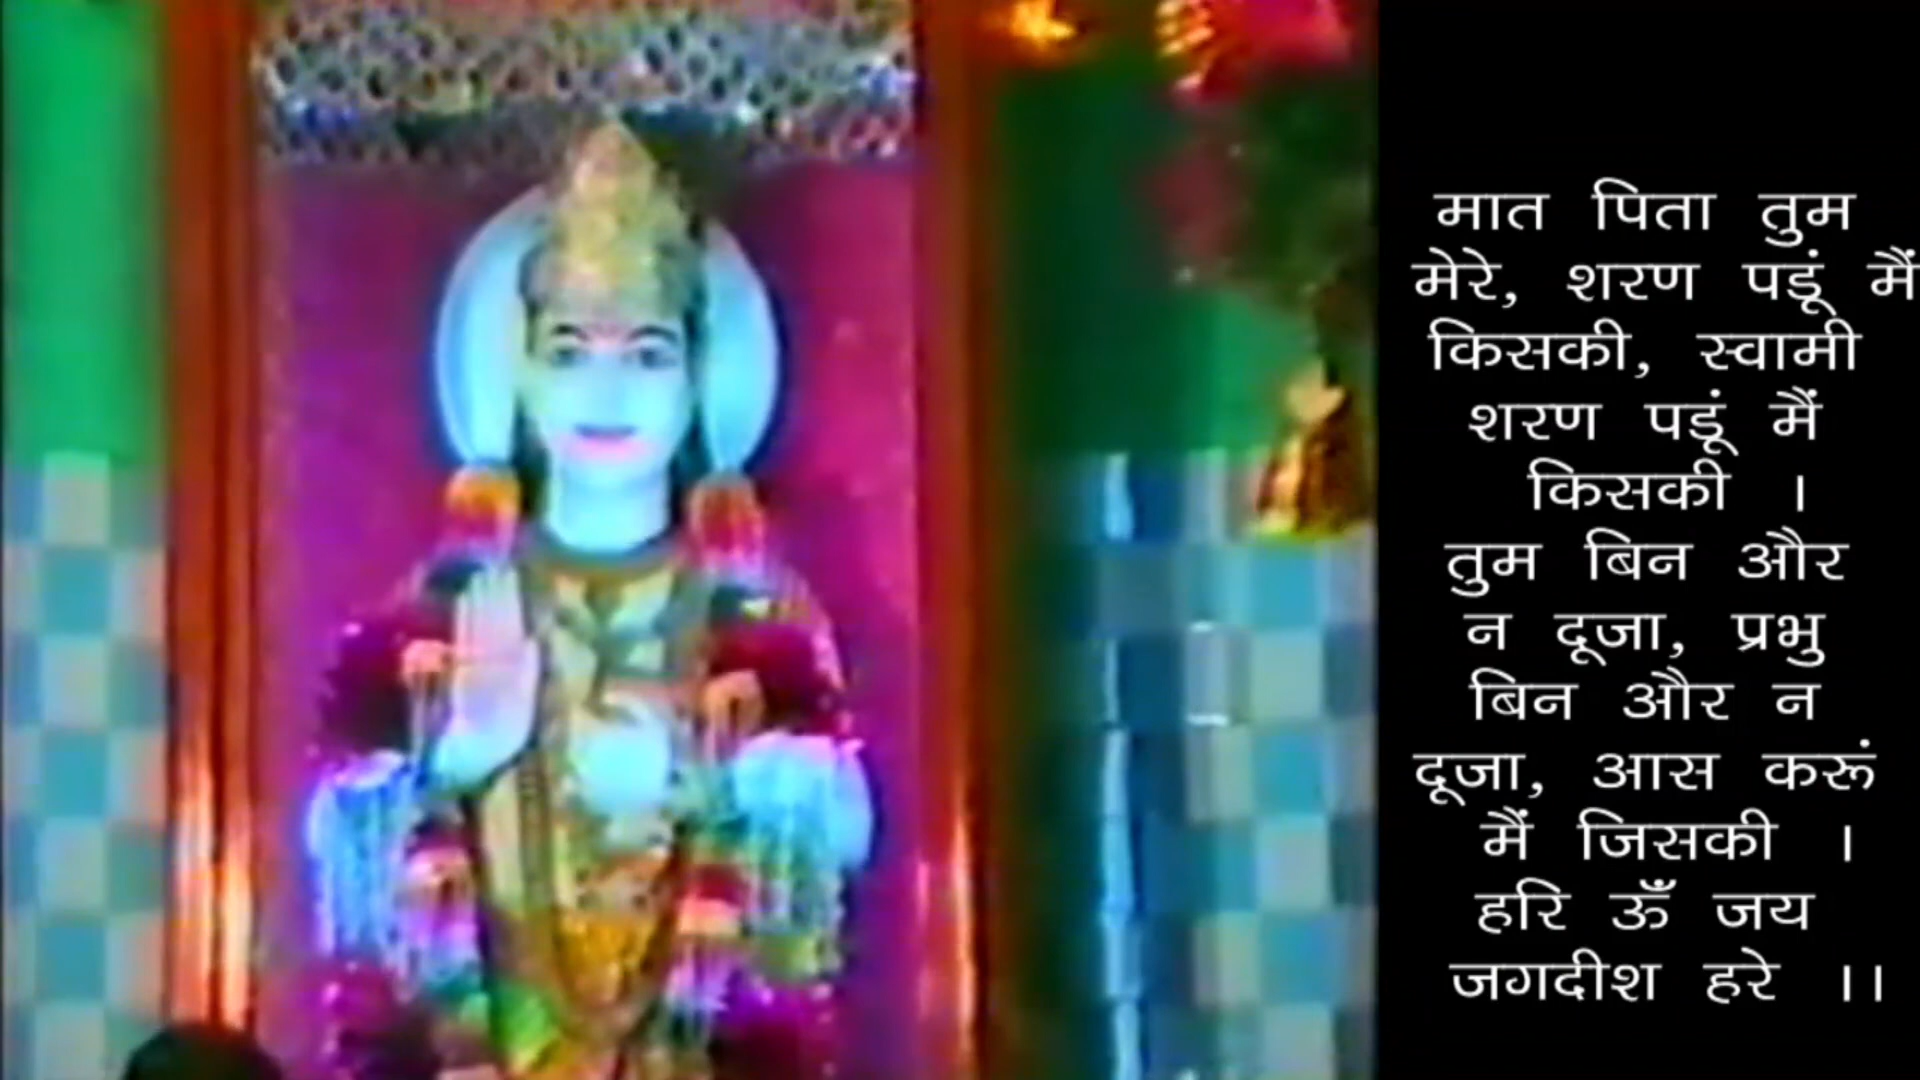 मात पिता तुम
मेरे, शरण पड़ूं मैं
किसकी, स्वामी
शरण पड़ूं मैं
किसकी ।
तुम बिन और
न दूजा, प्रभु
बिन और न
दूजा, आस करूं
मैं जिसकी ।
हरि ऊँ जय
जगदीश हरे ।।